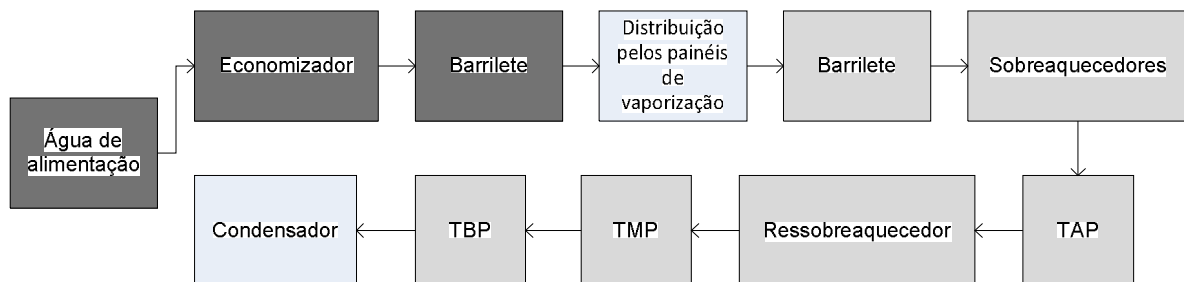 Água de
alimentação
Economizador
Barrilete
Distribuição
pelos painéis
de
vaporização
Barrilete
Sobreaquecedores
TAP
Ressobreaquecedor
TMP
TBP
Condensador